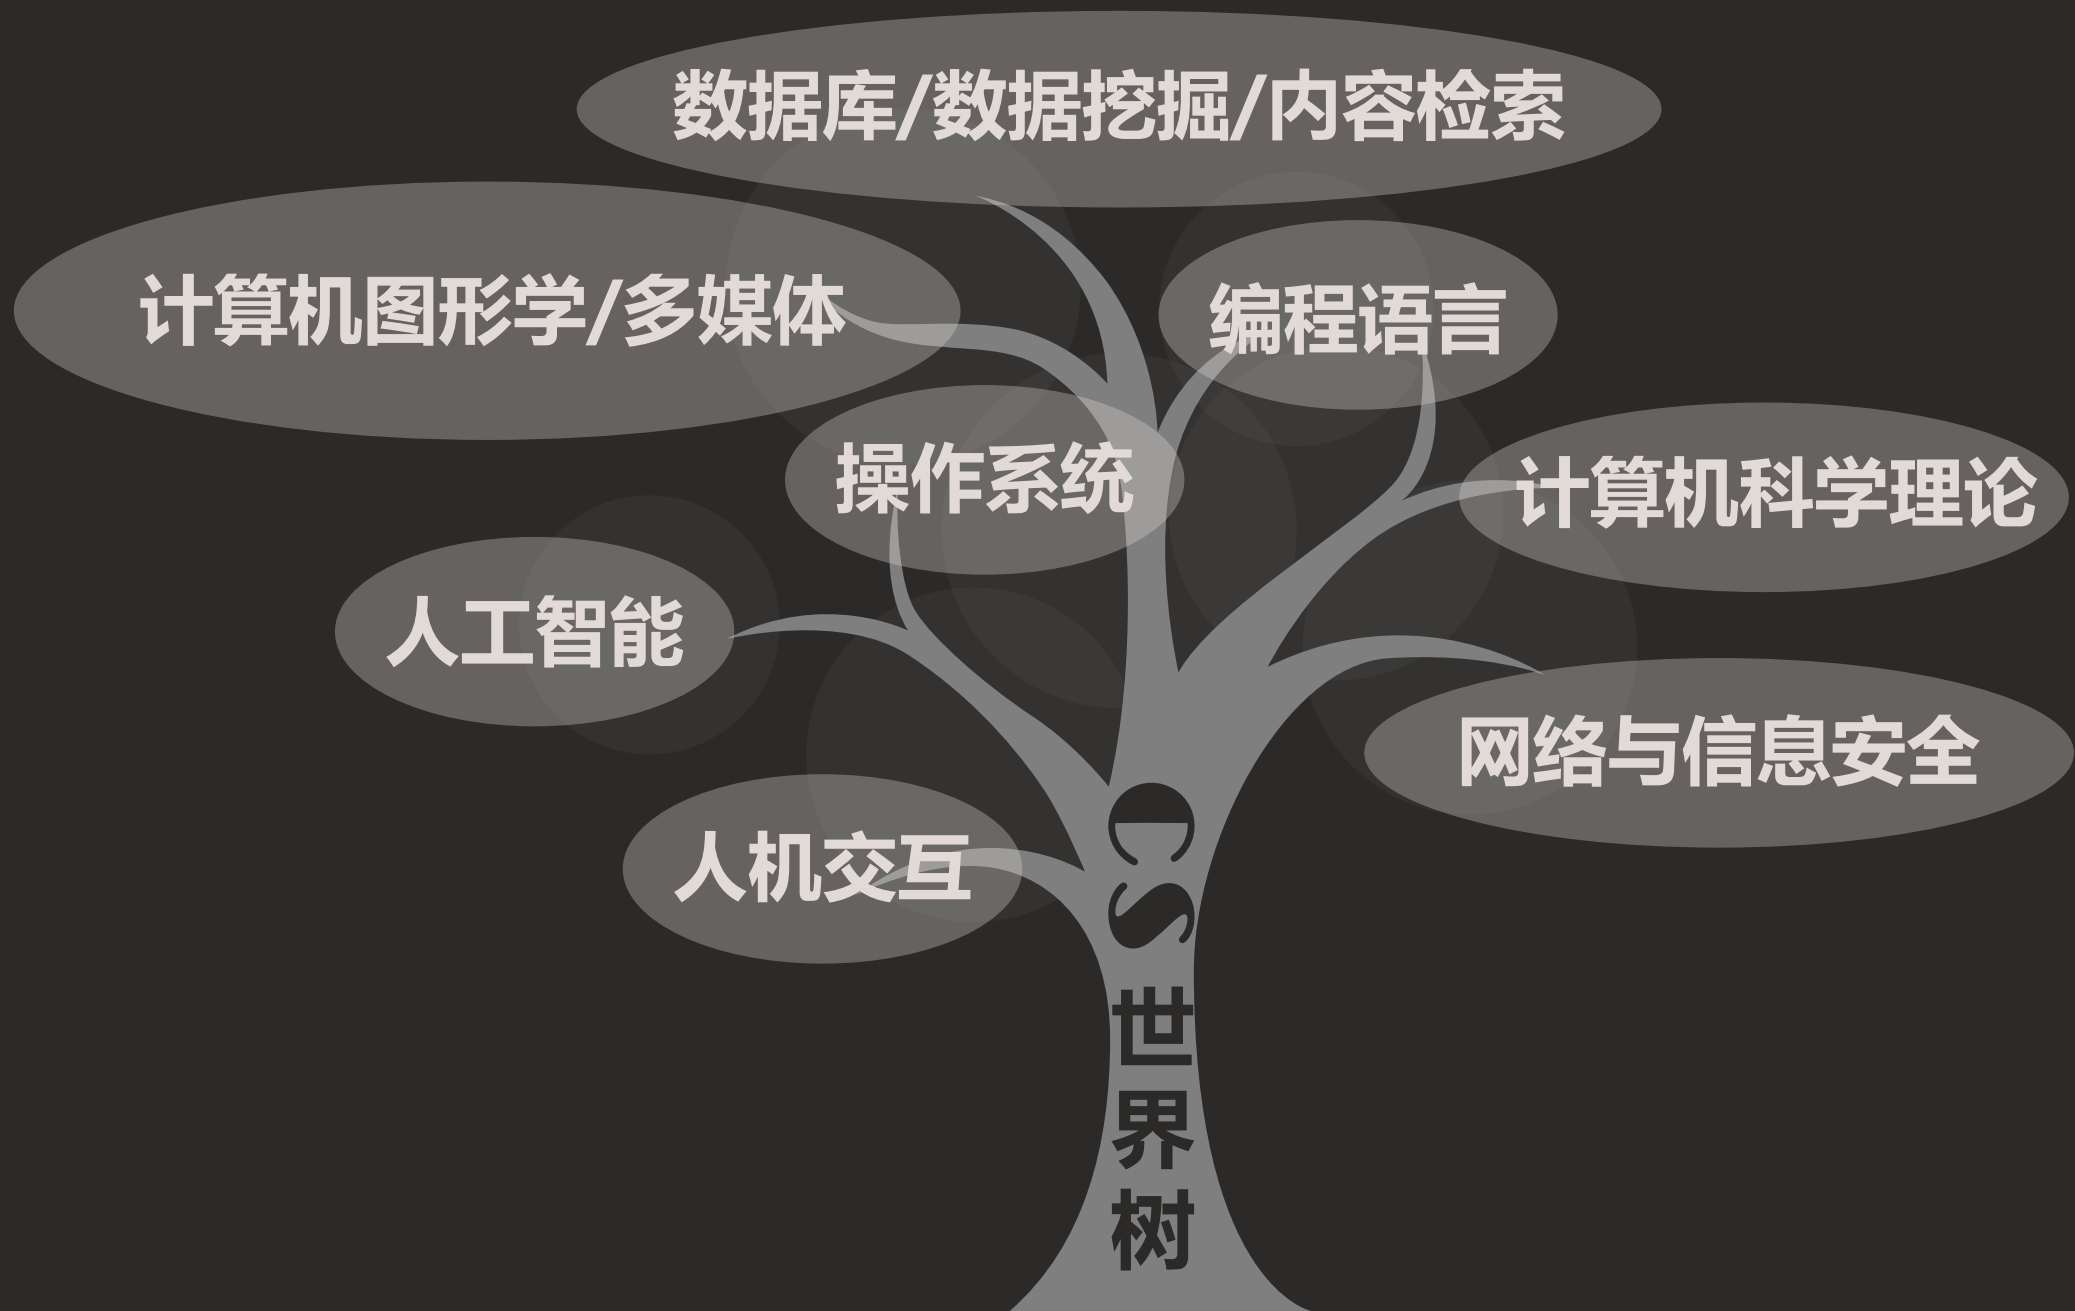 数据库/数据挖掘/内容检索
计算机图形学/多媒体
编程语言
操作系统
计算机科学理论
人工智能
网络与信息安全
人机交互
CS世界树